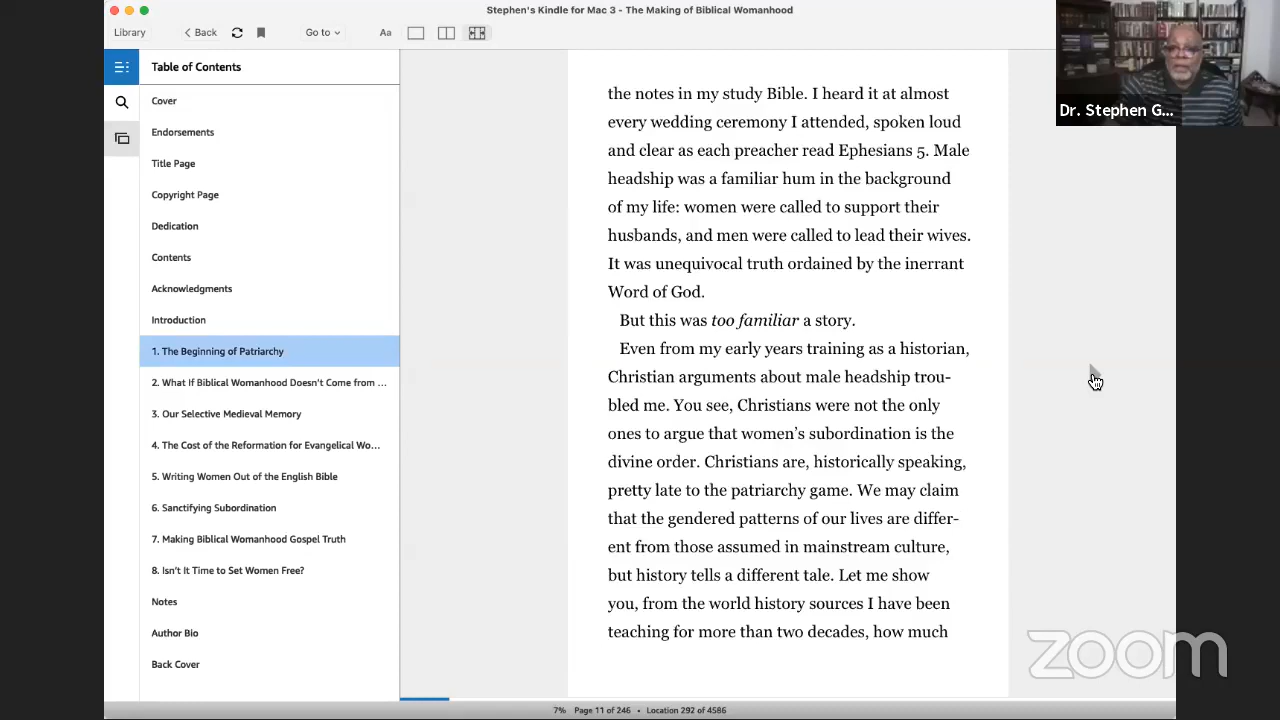 Stephen's Kindle for Mac 3 - The Making of Biblical Womanhood
Library
Back
Go to
Aa
Table of Contents
Cover
Endorsements
Title Page
Copyright Page
Dedication
Contents
Acknowledgments
Introduction
1. The Beginning of Patriarchy
2. What If Biblical Womanhood Doesn't Come from ...
3. Our Selective Medieval Memory
4. The Cost of the Reformation for Evangelical Wo...
5. Writing Women Out of the English Bible
6. Sanctifying Subordination
7. Making Biblical Womanhood Gospel Truth
8. Isn't It Time to Set Women Free?
Notes
Author Bio
Back Cover
the notes in my study Bible. I heard it at almost
every wedding ceremony I attended, spoken loud
and clear as each preacher read Ephesians 5. Male
headship was a familiar hum in the background
of my life: women were called to support their
husbands, and men were called to lead their wives.
It was unequivocal truth ordained by the inerrant
Word of God.
But this was too familiar a story.
Even from my early years training as a historian,
Christian arguments about male headship trou-
bled me. You see, Christians were not the only
ones to argue that women's subordination is the
divine order. Christians are, historically speaking,
pretty late to the patriarchy game. We may claim
that the gendered patterns of our lives are differ-
ent from those assumed in mainstream culture,
but history tells a different tale. Let me show
you, from the world history sources I have been
teaching for more than two decades, how much
7% Page 11 of 246 • Location 292 of 4586
Dr. Stephen G...
zoom